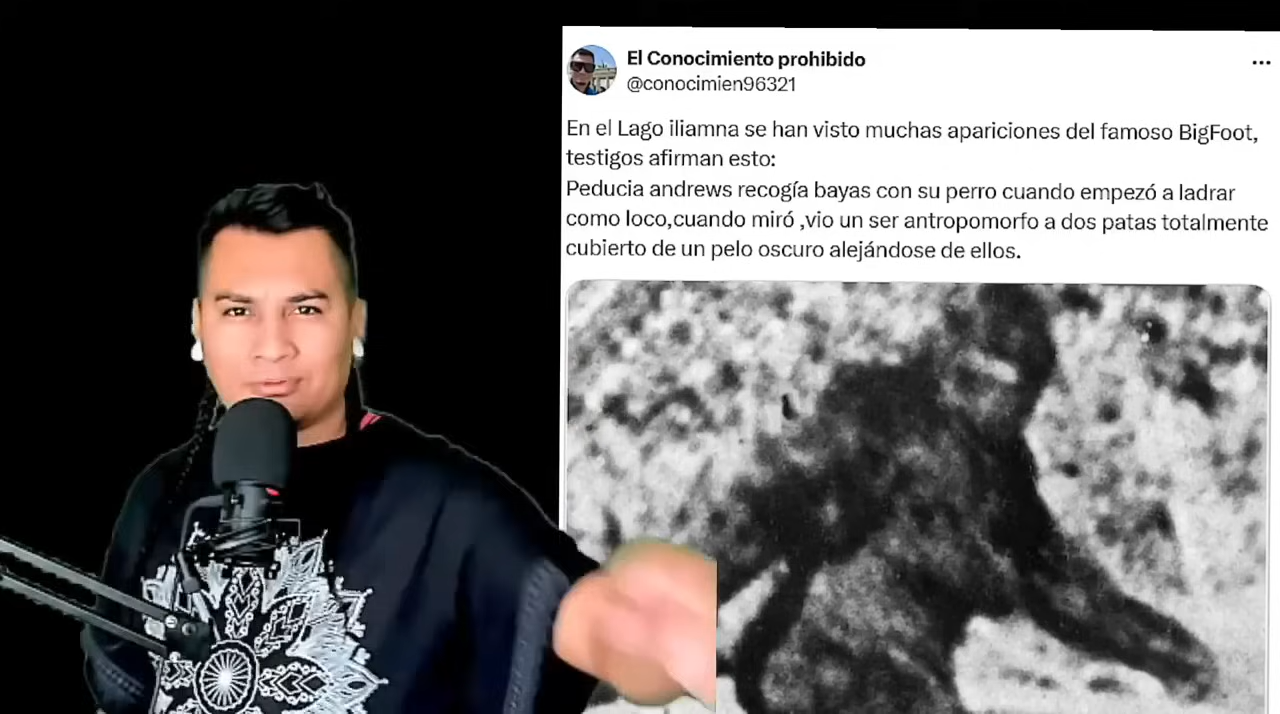 El Conocimiento prohibido
@conocimien96321
En el Lago iliamna se han visto muchas apariciones del famoso BigFoot,
testigos afirman esto:
Peducia andrews recogía bayas con su perro cuando empezó a ladrar
como loco,cuando miró ,vio un ser antropomorfo a dos patas totalmente
cubierto de un pelo oscuro alejándose de ellos.